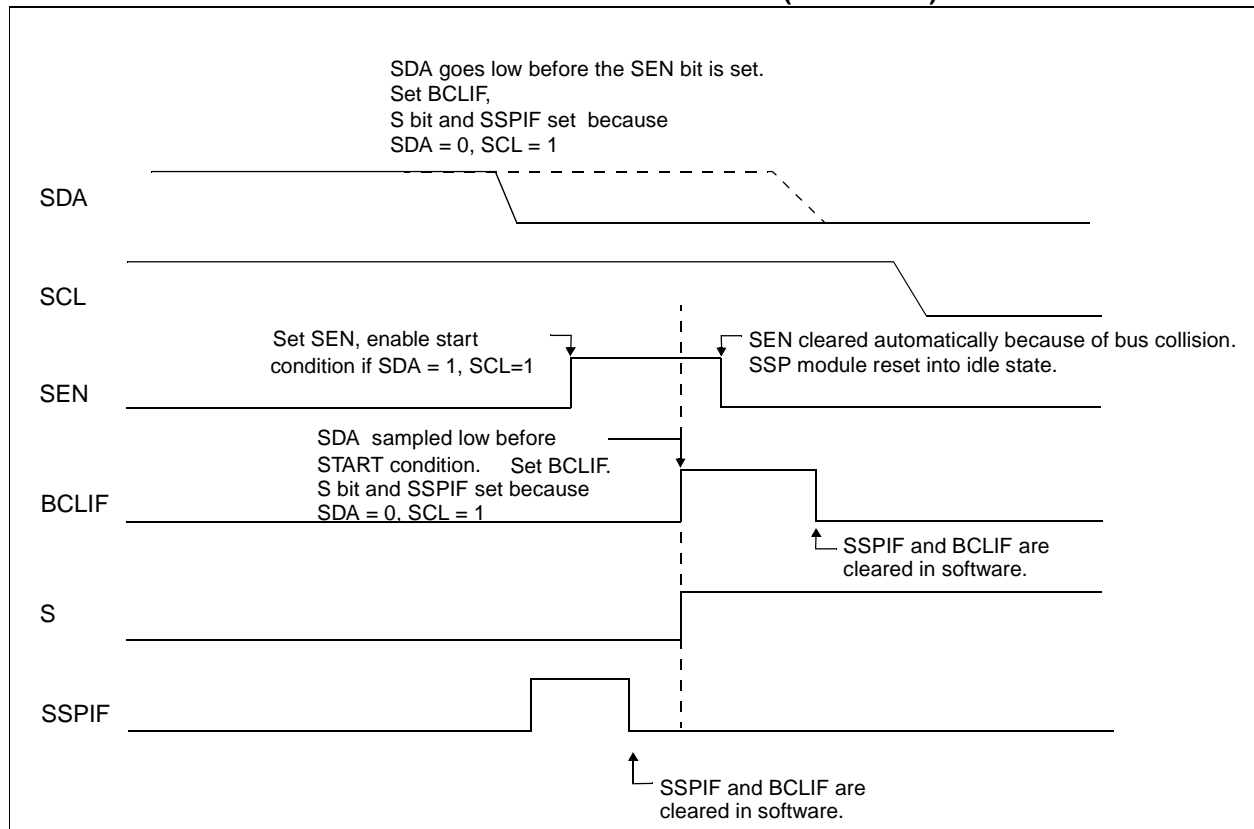 SDA goes low before the SEN bit is set.
Set BCLIF,
S bit and SSPIF set because
SDA = 0, SCL = 1
SDA
SCL
Set SEN, enable start
condition if SDA = 1, SCL=1
SEN cleared automatically because of bus collision.
SSP module reset into idle state.
SEN
SDA sampled low before
START condition. Set BCLIF.
S bit and SSPIF set because
SDA = 0, SCL = 1
BCLIF
SSPIF and BCLIF are
cleared in software.
S
SSPIF
SSPIF and BCLIF are
cleared in software.